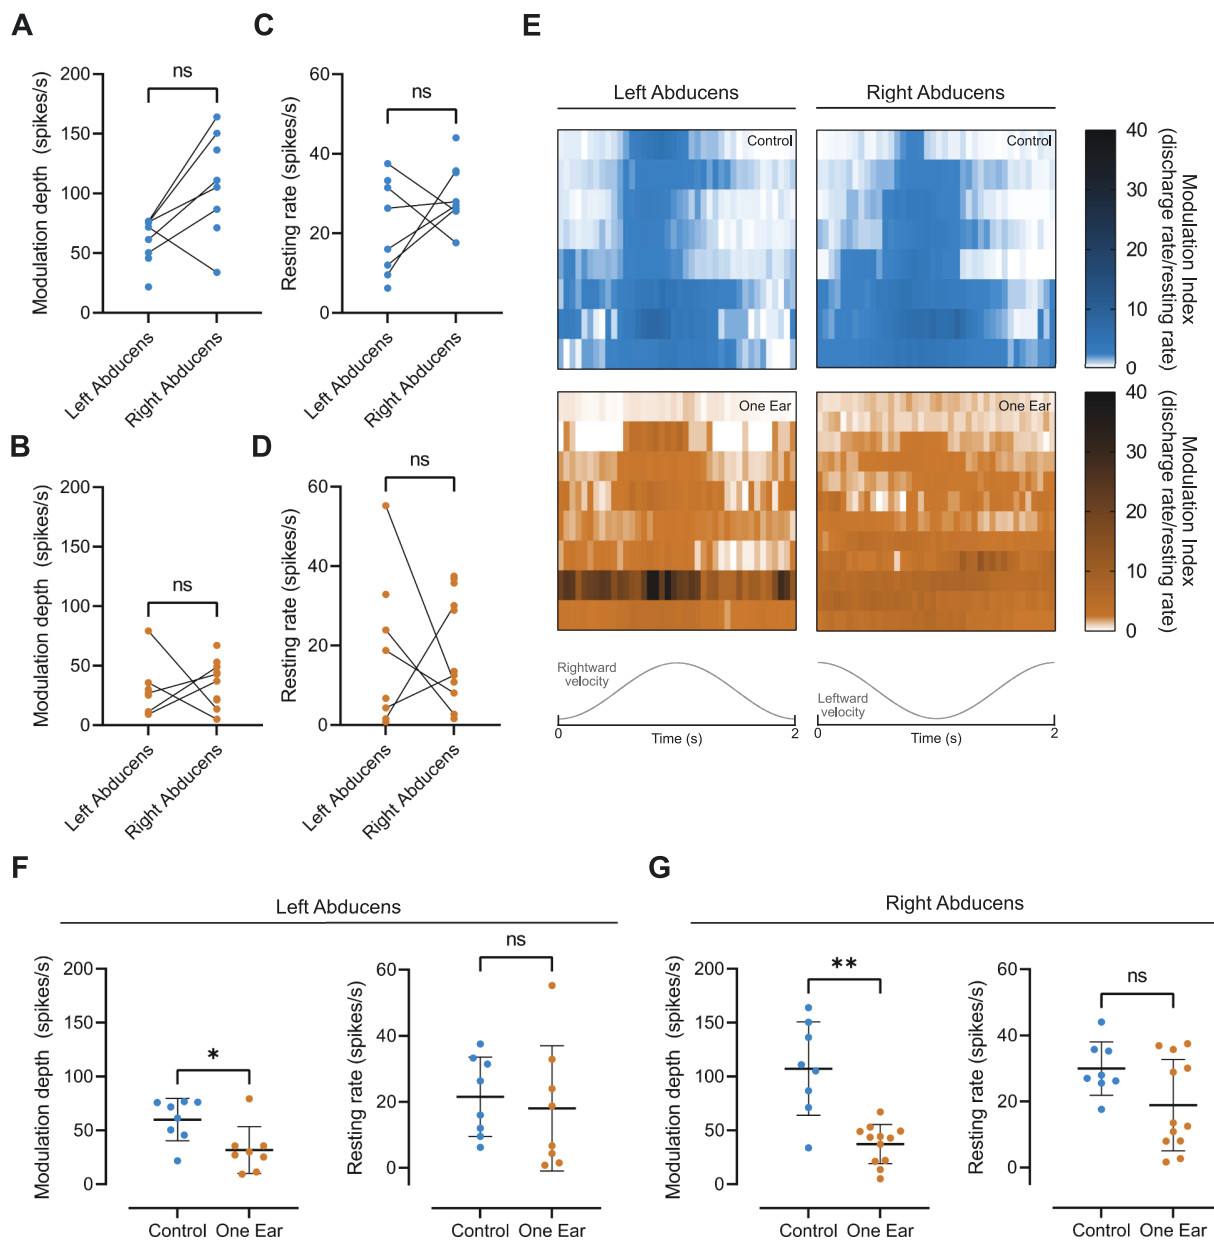 A
Modulation depth (spikes/s)
200
150
100
50
0
ns
Left Abducens
Right Abducens
C
Resting rate (spikes/s)
60
40
20
0
ns
Left Abducens
Right Abducens
E
Left Abducens
Right Abducens
Control
Control
40
30
20
10
0
Modulation Index
(discharge rate/resting rate)
One Ear
One Ear
40
30
20
10
0
Modulation Index
(discharge rate/resting rate)
Rightward
velocity
0
Time (s)
2
Leftward
velocity
0
Time (s)
2
B
Modulation depth (spikes/s)
200
150
100
50
0
ns
Left Abducens
Right Abducens
D
Resting rate (spikes/s)
60
40
20
0
ns
Left Abducens
Right Abducens
F
Left Abducens
Modulation depth (spikes/s)
200
150
100
50
0
*
Control One Ear
Resting rate (spikes/s)
60
40
20
0
ns
Control One Ear
G
Right Abducens
Modulation depth (spikes/s)
200
150
100
50
0
**
Control One Ear
Resting rate (spikes/s)
60
40
20
0
ns
Control One Ear